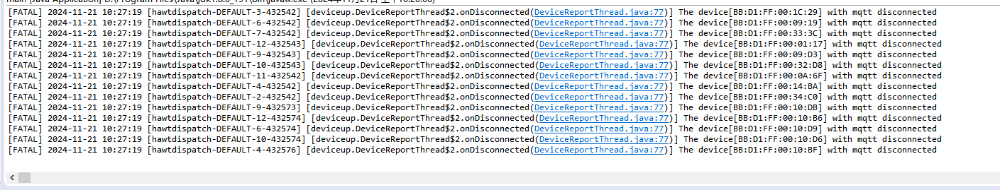 [FATAL] 2024-11-21 10:27:19 [hawtdispatch-DEFAULT-3-432542] [deviceup.DeviceReportThread$2.onDisconnected(DeviceReportThread.java:77)] The device[BB:D1:FF:00:1C:29] with mqtt disconnected
[FATAL] 2024-11-21 10:27:19 [hawtdispatch-DEFAULT-6-432542] [deviceup.DeviceReportThread$2.onDisconnected(DeviceReportThread.java:77)] The device[BB:D1:FF:00:09:19] with mqtt disconnected
[FATAL] 2024-11-21 10:27:19 [hawtdispatch-DEFAULT-7-432542] [deviceup.DeviceReportThread$2.onDisconnected(DeviceReportThread.java:77)] The device[BB:D1:FF:00:33:3C] with mqtt disconnected
[FATAL] 2024-11-21 10:27:19 [hawtdispatch-DEFAULT-12-432543] [deviceup.DeviceReportThread$2.onDisconnected(DeviceReportThread.java:77)] The device[BB:D1:FF:00:01:17] with mqtt disconnected
[FATAL] 2024-11-21 10:27:19 [hawtdispatch-DEFAULT-9-432543] [deviceup.DeviceReportThread$2.onDisconnected(DeviceReportThread.java:77)] The device[BB:D1:FF:00:09:D3] with mqtt disconnected
[FATAL] 2024-11-21 10:27:19 [hawtdispatch-DEFAULT-10-432543] [deviceup.DeviceReportThread$2.onDisconnected(DeviceReportThread.java:77)] The device[BB:D1:FF:00:32:D8] with mqtt disconnected
[FATAL] 2024-11-21 10:27:19 [hawtdispatch-DEFAULT-11-432542] [deviceup.DeviceReportThread$2.onDisconnected(DeviceReportThread.java:77)] The device[BB:D1:FF:00:0A:6F] with mqtt disconnected
[FATAL] 2024-11-21 10:27:19 [hawtdispatch-DEFAULT-4-432542] [deviceup.DeviceReportThread$2.onDisconnected(DeviceReportThread.java:77)] The device[BB:D1:FF:00:14:BA] with mqtt disconnected
[FATAL] 2024-11-21 10:27:19 [hawtdispatch-DEFAULT-2-432542] [deviceup.DeviceReportThread$2.onDisconnected(DeviceReportThread.java:77)] The device[BB:D1:FF:00:34:C0] with mqtt disconnected
[FATAL] 2024-11-21 10:27:19 [hawtdispatch-DEFAULT-9-432573] [deviceup.DeviceReportThread$2.onDisconnected(DeviceReportThread.java:77)] The device[BB:D1:FF:00:10:DB] with mqtt disconnected
[FATAL] 2024-11-21 10:27:19 [hawtdispatch-DEFAULT-12-432574] [deviceup.DeviceReportThread$2.onDisconnected(DeviceReportThread.java:77)] The device[BB:D1:FF:00:10:B6] with mqtt disconnected
[FATAL] 2024-11-21 10:27:19 [hawtdispatch-DEFAULT-6-432574] [deviceup.DeviceReportThread$2.onDisconnected(DeviceReportThread.java:77)] The device[BB:D1:FF:00:10:D9] with mqtt disconnected
[FATAL] 2024-11-21 10:27:19 [hawtdispatch-DEFAULT-10-432574] [deviceup.DeviceReportThread$2.onDisconnected(DeviceReportThread.java:77)] The device[BB:D1:FF:00:10:D6] with mqtt disconnected
[FATAL] 2024-11-21 10:27:19 [hawtdispatch-DEFAULT-4-432576] [deviceup.DeviceReportThread$2.onDisconnected(DeviceReportThread.java:77)] The device[BB:D1:FF:00:10:BF] with mqtt disconnected